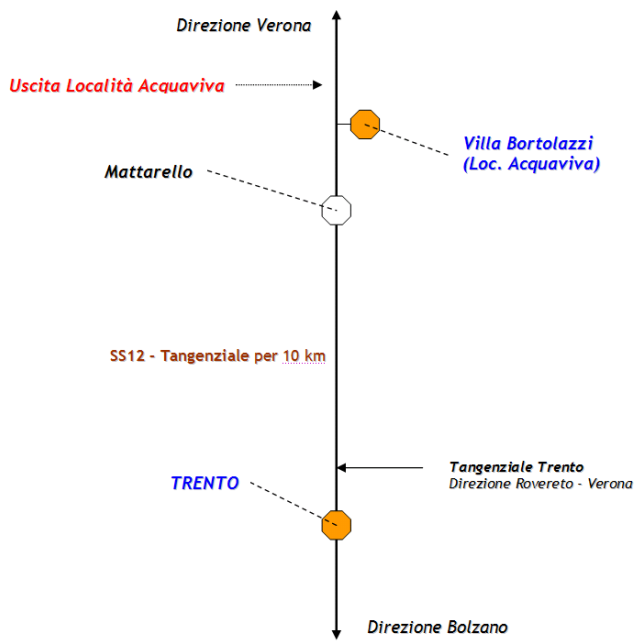 Direzione Verona
Uscita Località Acquaviva
Villa Bortolazzi
(Loc. Acquaviva)
Mattarello
SS12 - Tangenziale per 10 km
Tangenziale Trento
Direzione Rovereto - Verona
TRENTO
Direzione Bolzano